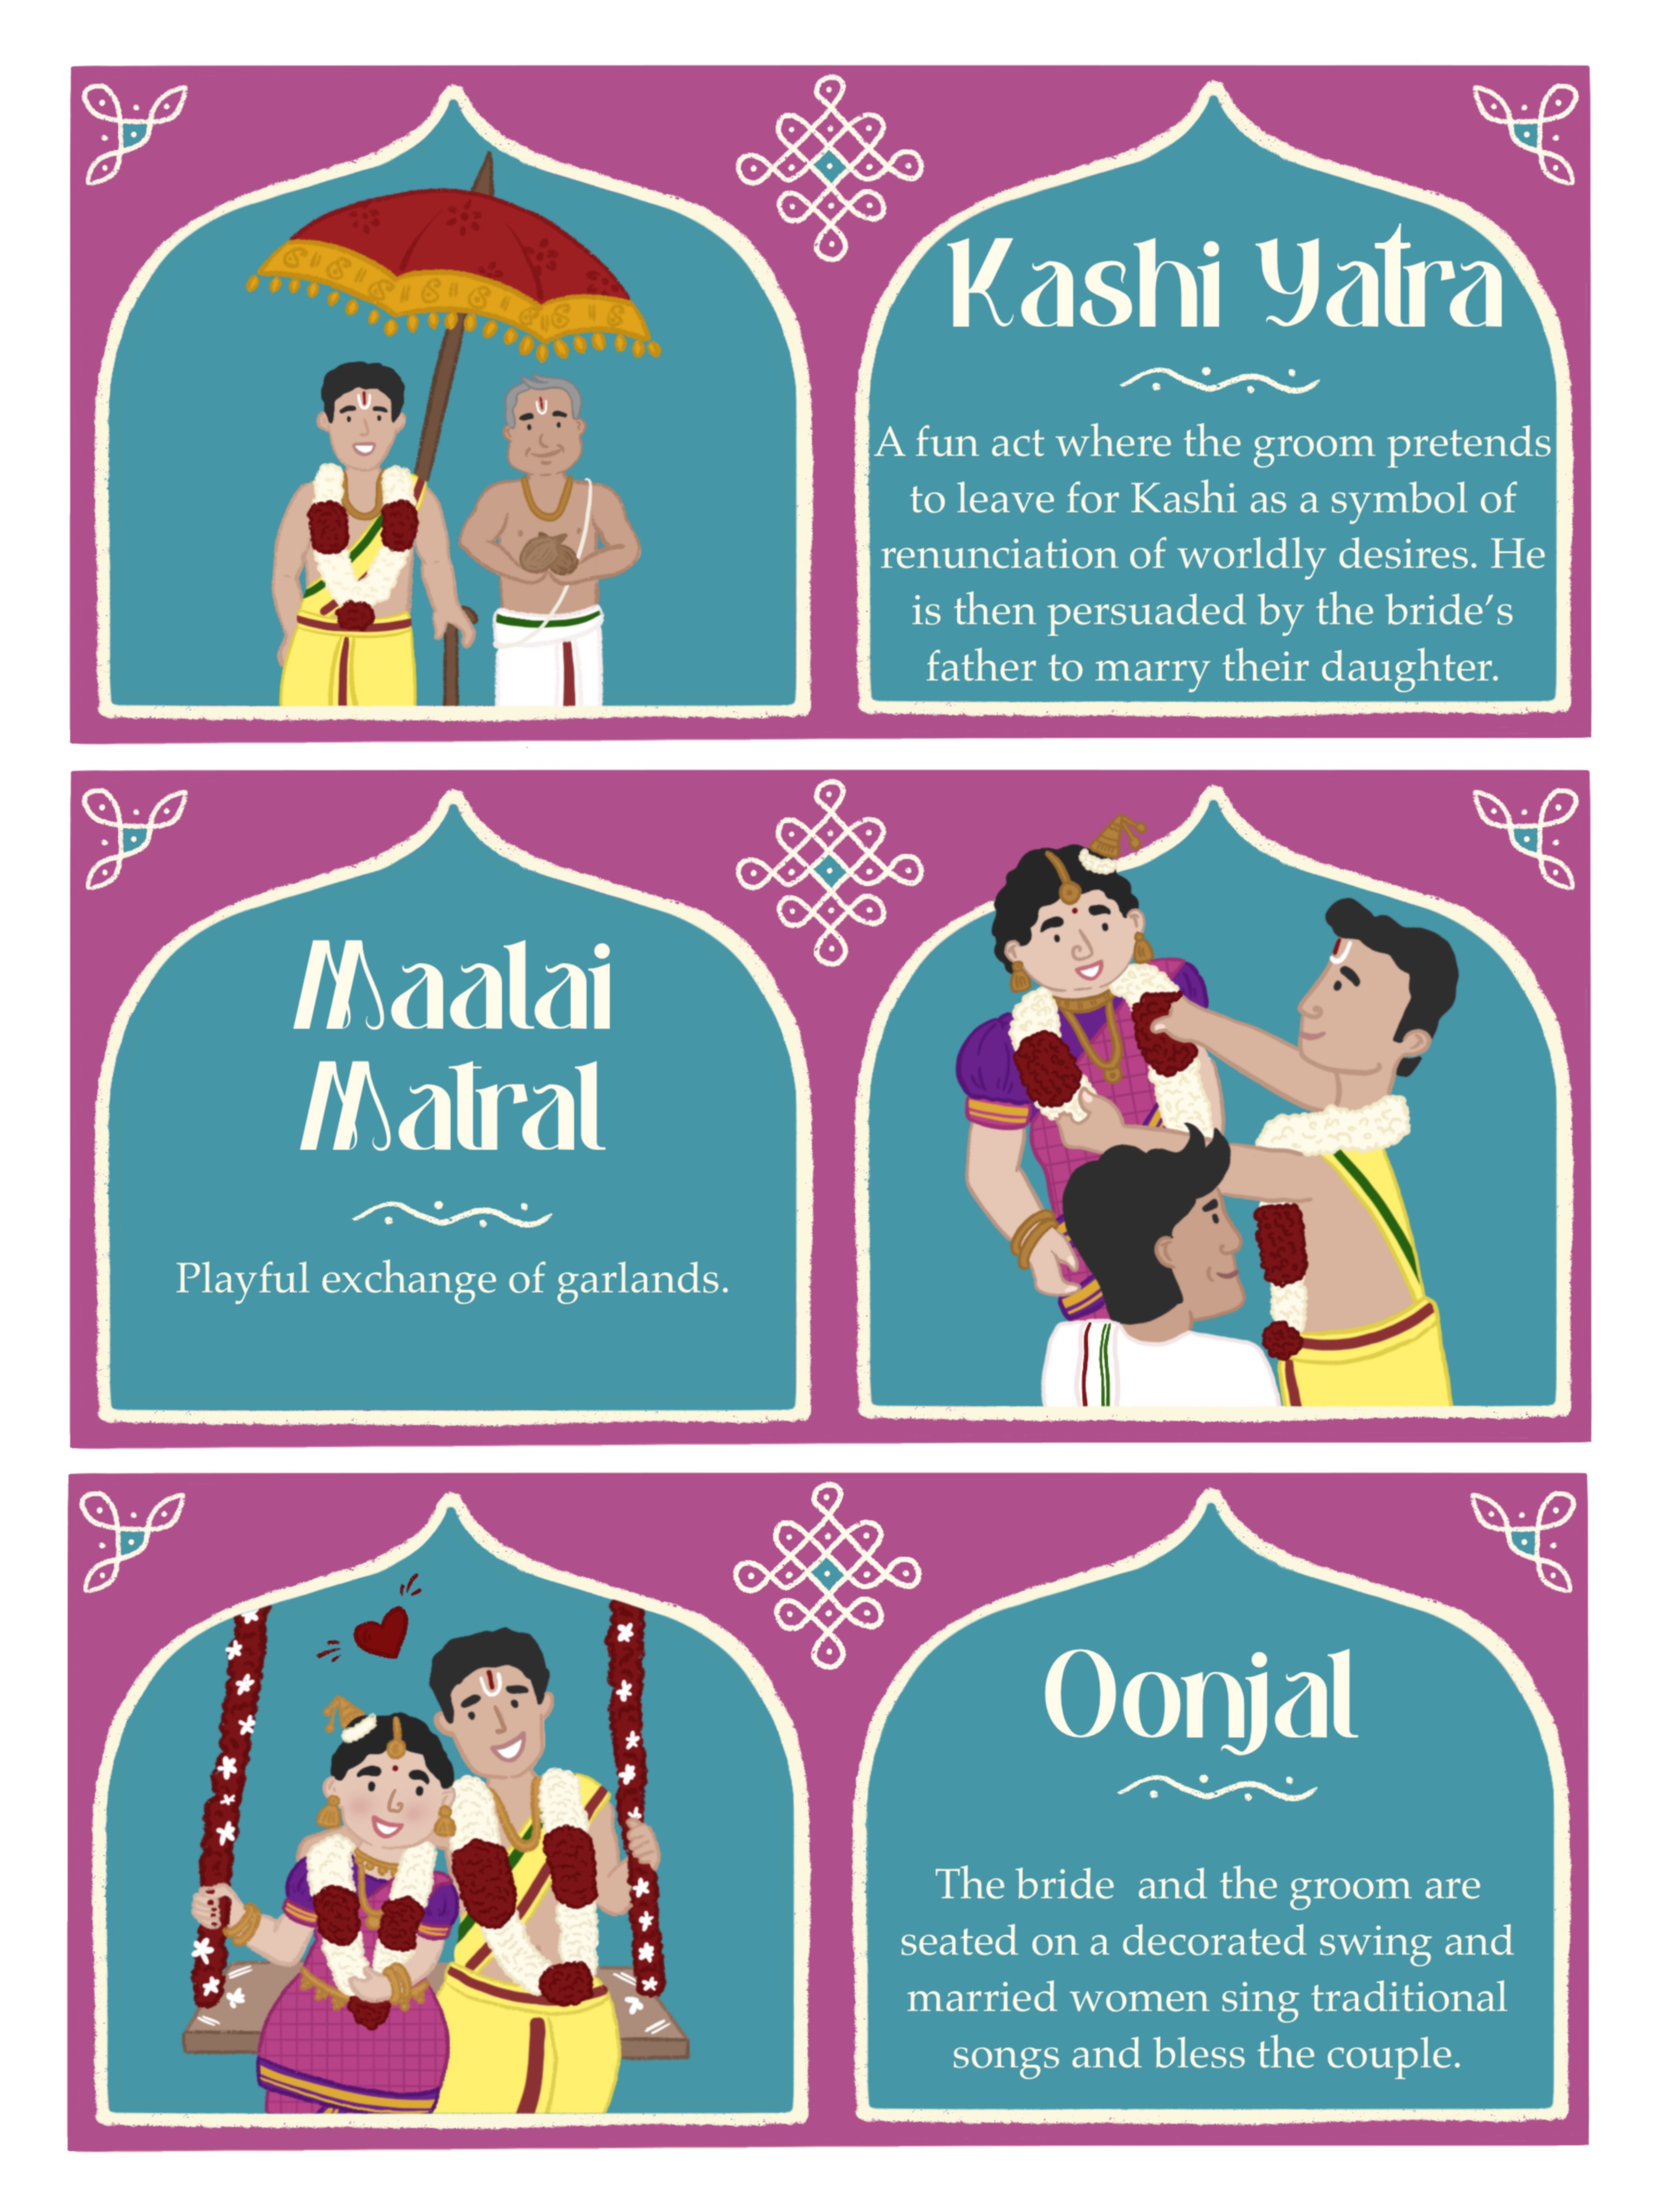 Kashi Yatra
A fun act where the groom pretends
to leave for Kashi as a symbol of
renunciation of worldly desires. He
is then persuaded by the bride's
father to marry their daughter.
Maalai
Matral
Playful exchange of garlands.
Oonjal
The bride  and the groom are
seated on a decorated swing and
married women sing traditional
songs and bless the couple.